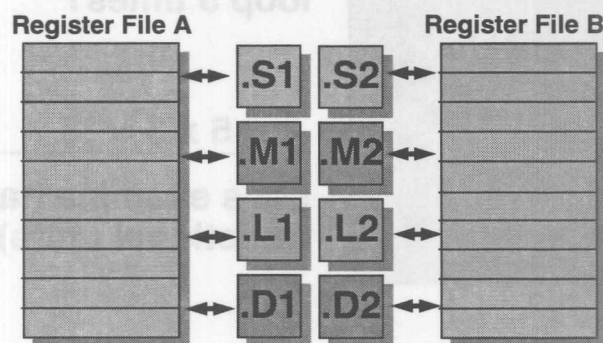 Register File A
Register File B
.S1
.S2
.M1
.M2
.L1
.L2
.D1
.D2